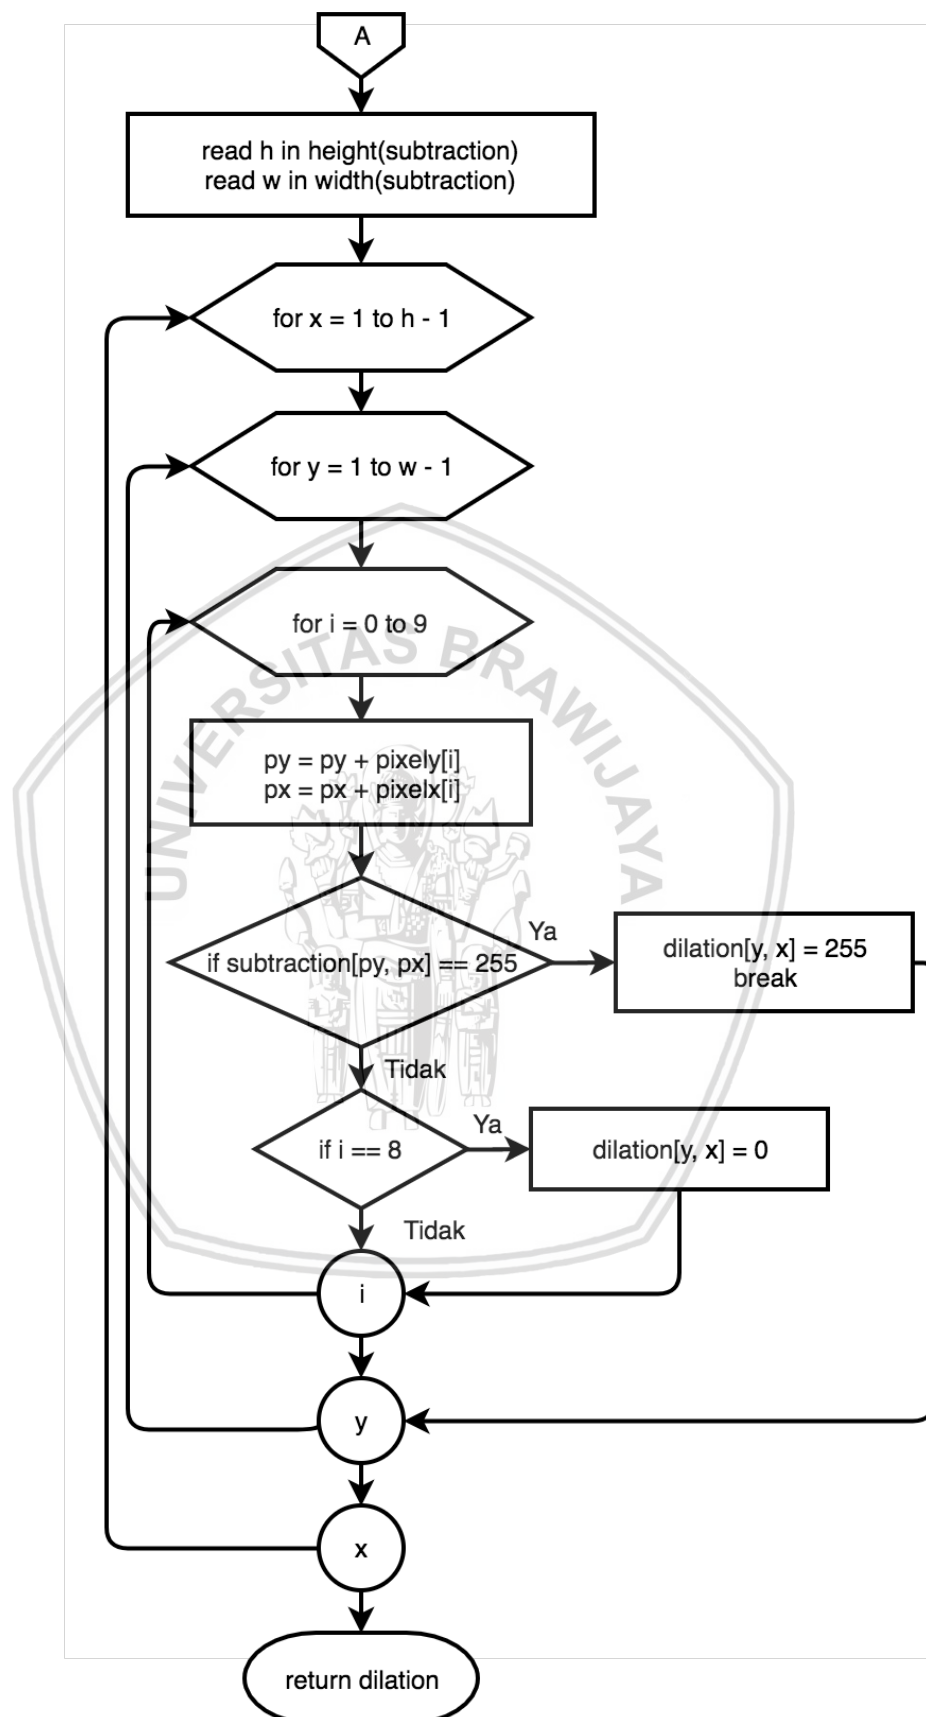 A
read h in height(subtraction)
read w in width(subtraction)
for x = 1 to h - 1
for y = 1 to w - 1
for i = 0 to 9
UNIVERSITAS BRAWIJAYA
py = py + pixely[i]
px = px + pixelx[i]
if subtraction[py, px] == 255
Ya
dilation[y, x] = 255
break
Tidak
if i == 8
Ya
dilation[y, x] = 0
Tidak
i
y
x
return dilation